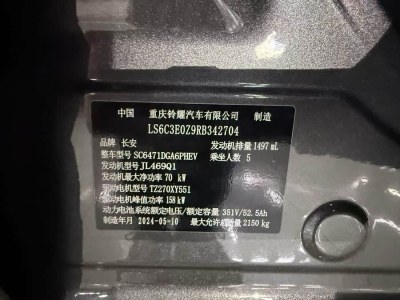 中国 重庆铃耀汽车有限公司 制造
LS6C3E0Z9RB342704
品牌 长安 发动机排量 1497 mL
整车型号 SC6471DGA6PHEV 乘坐人数 5
发动机型号 JL469Q1
发动机最大净功率 70 kW
驱动电机型号 TZ270XY551
驱动电机峰值功率 158 kW
动力电池系统额定电压/额定容量 351V/52.5Ah
制造年月 2024-05-10 最大允许总质量 2150 kg